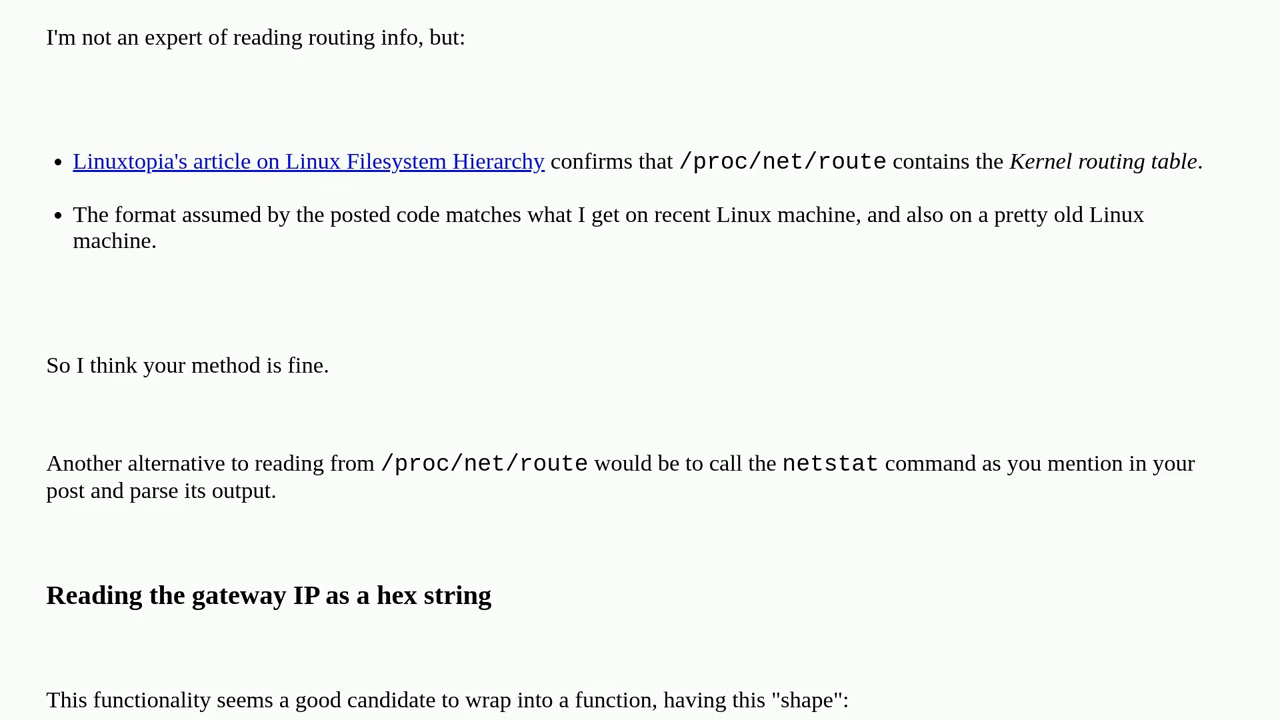 I'm not an expert of reading routing info, but:
• Linuxtopia's article on Linux Filesystem Hierarchy confirms that /proc/net/route contains the Kernel routing table.
• The format assumed by the posted code matches what I get on recent Linux machine, and also on a pretty old Linux
machine.
So I think your method is fine.
Another alternative to reading from /proc/net/route would be to call the netstat command as you mention in your
post and parse its output.
Reading the gateway IP as a hex string
This functionality seems a good candidate to wrap into a function, having this "shape":